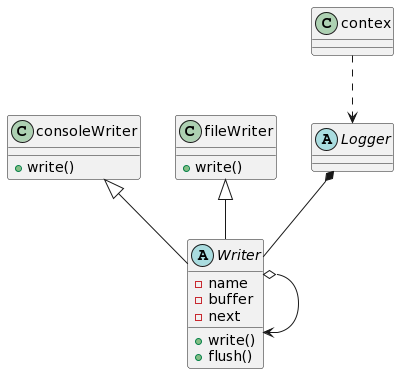 C contex
C consoleWriter
+ write()
C fileWriter
+ write()
A Logger
A Writer
name
buffer
next
write()
flush()